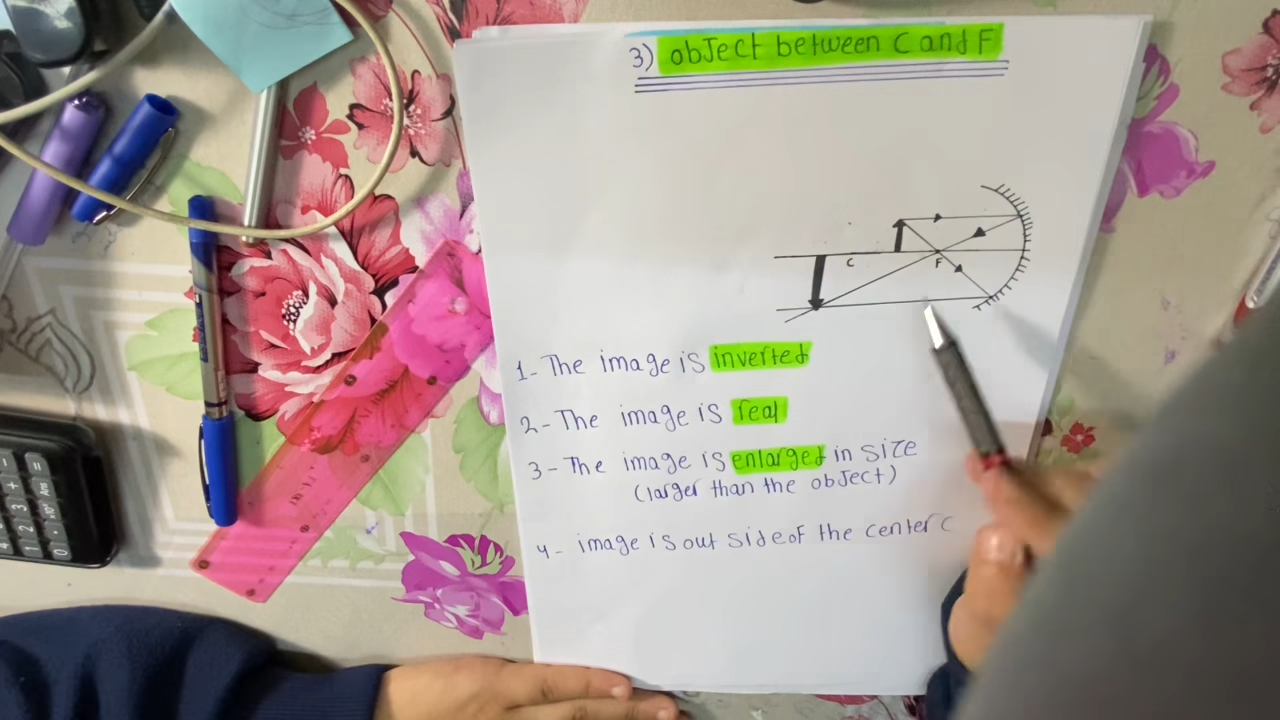 3) object between C and F
C
F
1- The image is inverted
2- The image is real
3- The image is enlarged in size
(larger than the object)
4- image is out side of the center C